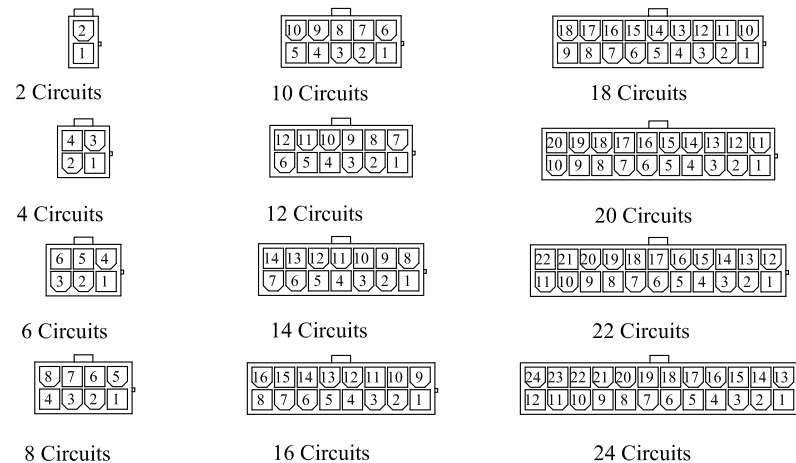 2
1
2 Circuits
10 9 8 7 6
5 4 3 2 1
10 Circuits
18 17 16 15 14 13 12 11 10
9 8 7 6 5 4 3 2 1
18 Circuits
4 3
2 1
4 Circuits
12 11 10 9 8 7
6 5 4 3 2 1
12 Circuits
20 19 18 17 16 15 14 13 12 11
10 9 8 7 6 5 4 3 2 1
20 Circuits
6 5 4
3 2 1
6 Circuits
14 13 12 11 10 9 8
7 6 5 4 3 2 1
14 Circuits
22 21 20 19 18 17 16 15 14 13 12
11 10 9 8 7 6 5 4 3 2 1
22 Circuits
8 7 6 5
4 3 2 1
8 Circuits
16 15 14 13 12 11 10 9
8 7 6 5 4 3 2 1
16 Circuits
24 23 22 21 20 19 18 17 16 15 14 13
12 11 10 9 8 7 6 5 4 3 2 1
24 Circuits